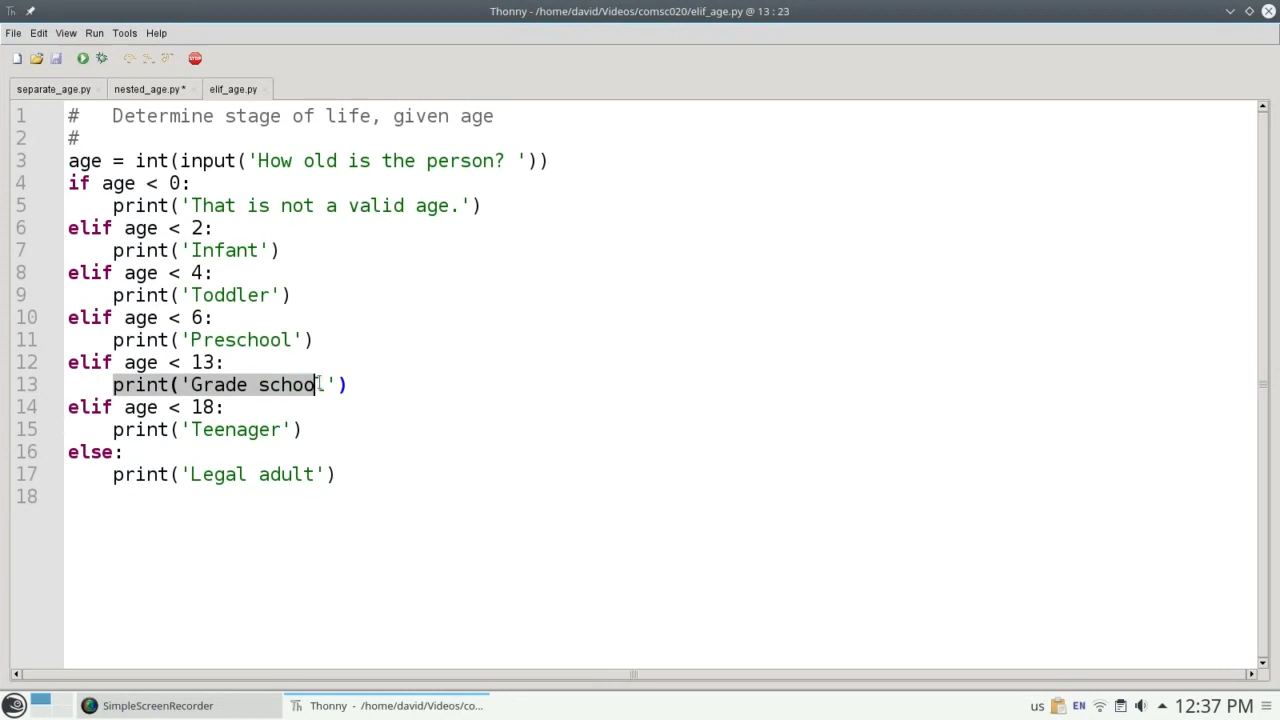 Th Thonny - /home/david/Videos/comsc020/elif_age.py @ 13 : 23
File Edit View Run Tools Help
STOP
separate_age.py nested_age.py * elif_age.py
1 #   Determine stage of life, given age
2 #
3 age = int(input('How old is the person? '))
4 if age < 0:
5     print('That is not a valid age.')
6 elif age < 2:
7     print('Infant')
8 elif age < 4:
9     print('Toddler')
10 elif age < 6:
11     print('Preschool')
12 elif age < 13:
13     print('Grade school')
14 elif age < 18:
15     print('Teenager')
16 else:
17     print('Legal adult')
18
SimpleScreenRecorder Th Thonny - /home/david/Videos/co... us EN 12:37 PM